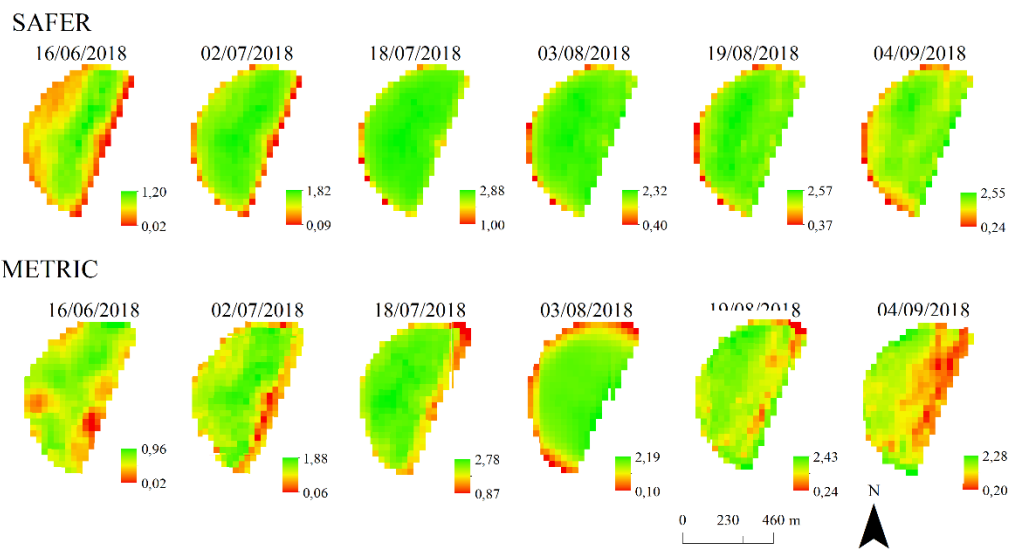 SAFER
16/06/2018 02/07/2018 18/07/2018 03/08/2018 19/08/2018 04/09/2018
1,20 1,82 2,88 2,32 2,57 2,55
0,02 0,09 1,00 0,40 0,37 0,24
METRIC
16/06/2018 02/07/2018 18/07/2018 03/08/2018 19/08/2018 04/09/2018
0,96 1,88 2,78 2,19 2,43 2,28
0,02 0,06 0,87 0,10 0,24 0,20
N
0 230 460 m